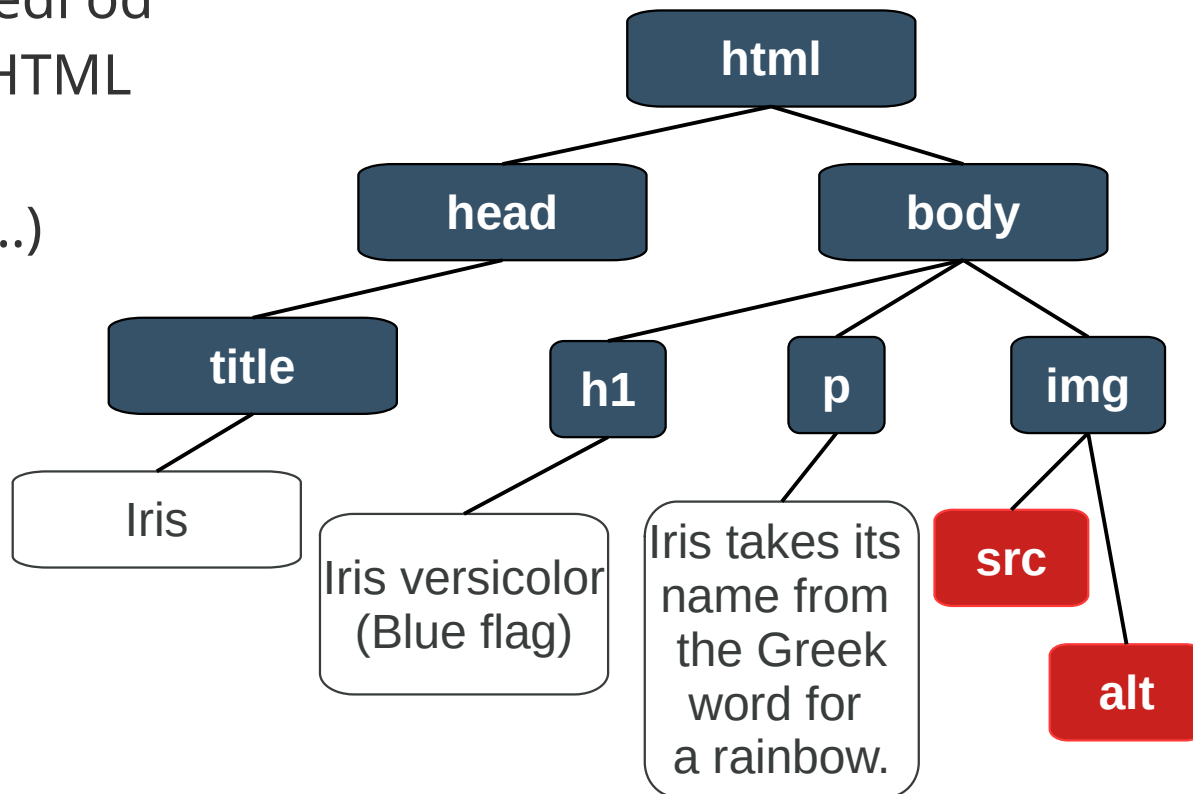 HTML
..)
html
head
body
title
h1
p
img
Iris
Iris versicolor
(Blue flag)
Iris takes its
name from
the Greek
word for
a rainbow.
src
alt